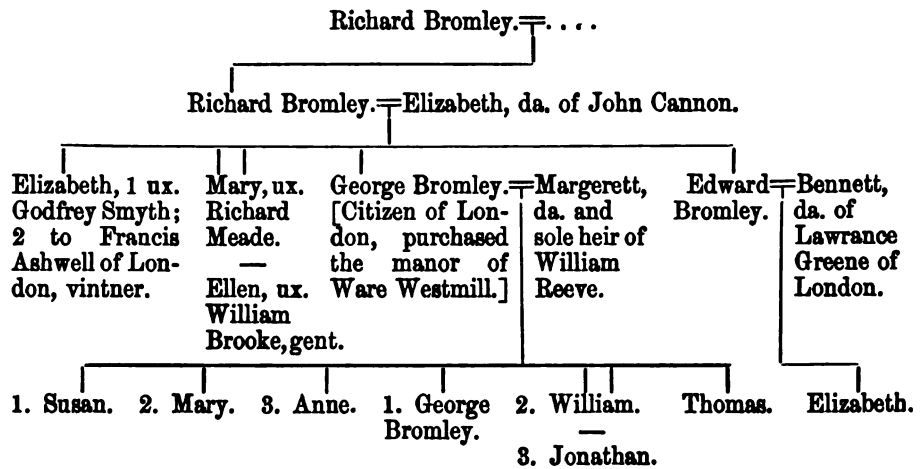 Richard Bromley.=. . . .
Richard Bromley.=Elizabeth, da. of John Cannon.
Elizabeth, 1 ux.
Godfrey Smyth;
2 to Francis
Ashwell of Lon-
don, vintner.
Mary, ux.
Richard
Meade.
—
Ellen, ux.
William
Brooke, gent.
George Bromley.=
[Citizen of Lon-
don, purchased
the manor of
Ware Westmill.]
Margerett,
da. and
sole heir of
William
Reeve.
Edward=
Bromley.
Bennett,
da. of
Lawrance
Greene of
London.
1. Susan. 2. Mary. 3. Anne. 1. George
Bromley.
2. William.
—
3. Jonathan.
Thomas. Elizabeth.